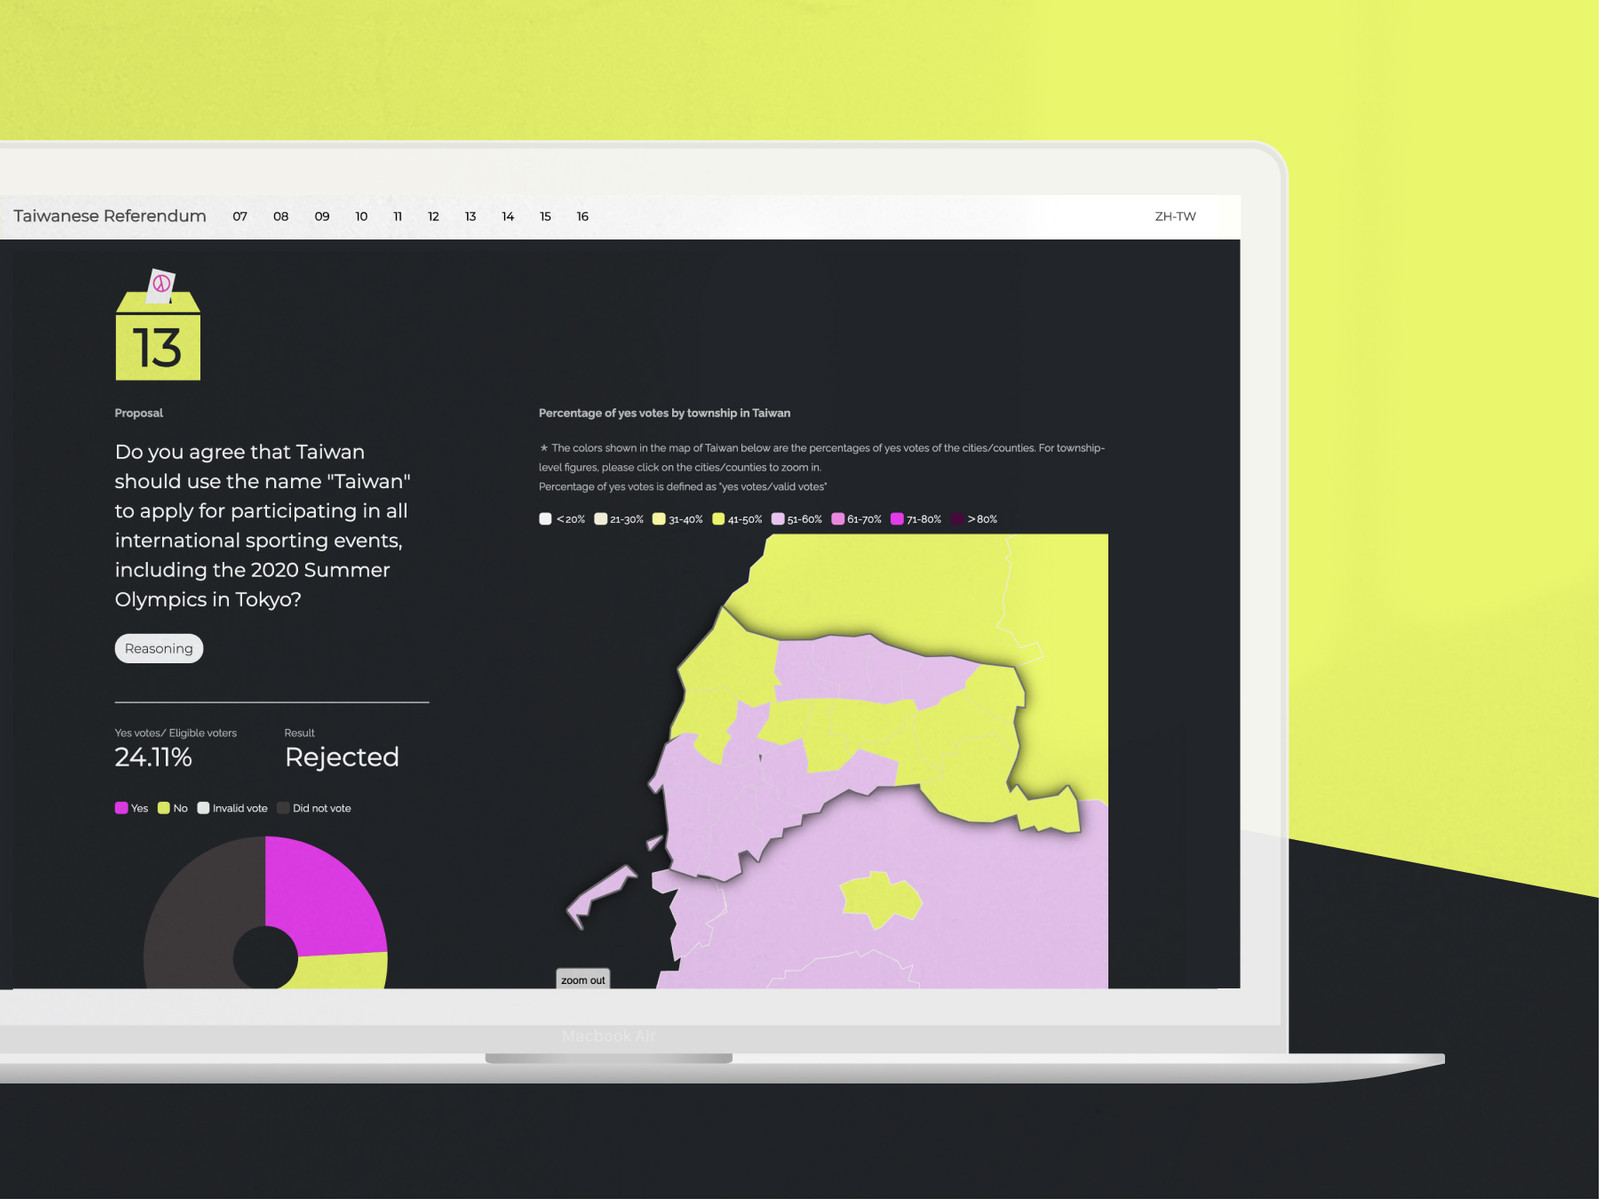 Taiwanese Referendum 07 08 09 10 11 12 13 14 15 16 ZH-TW
13
Proposal
Do you agree that Taiwan
should use the name "Taiwan"
to apply for participating in all
international sporting events,
including the 2020 Summer
Olympics in Tokyo?
Reasoning
Yes votes/ Eligible voters Result
24.11% Rejected
Yes No Invalid vote Did not vote
Percentage of yes votes by township in Taiwan
* The colors shown in the map of Taiwan below are the percentages of yes votes of the cities/counties. For township-
level figures, please click on the cities/counties to zoom in.
Percentage of yes votes is defined as "yes votes/valid votes"
<20% 21-30% 31-40% 41-50% 51-60% 61-70% 71-80% >80%
zoom out
Macbook Air